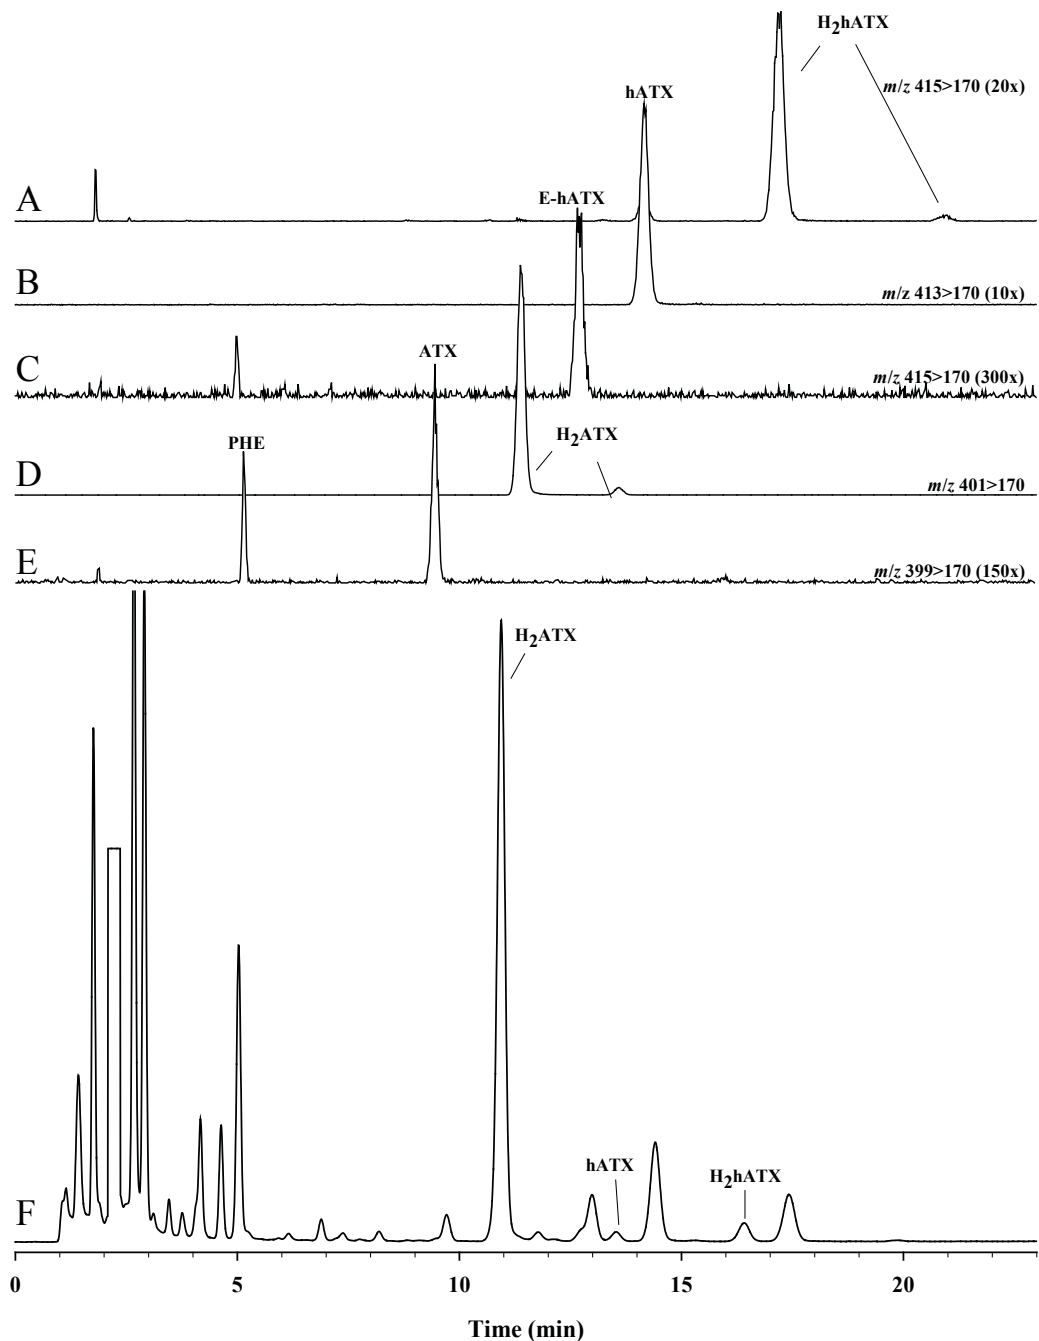 H2hATX
m/z 415>170 (20x)
hATX
A
E-hATX
B
m/z 413>170 (10x)
ATX
C
m/z 415>170 (300x)
PHE
H2ATX
D
m/z 401>170
E
m/z 399>170 (150x)
H2ATX
hATX
H2hATX
F
0 5 10 15 20
Time (min)